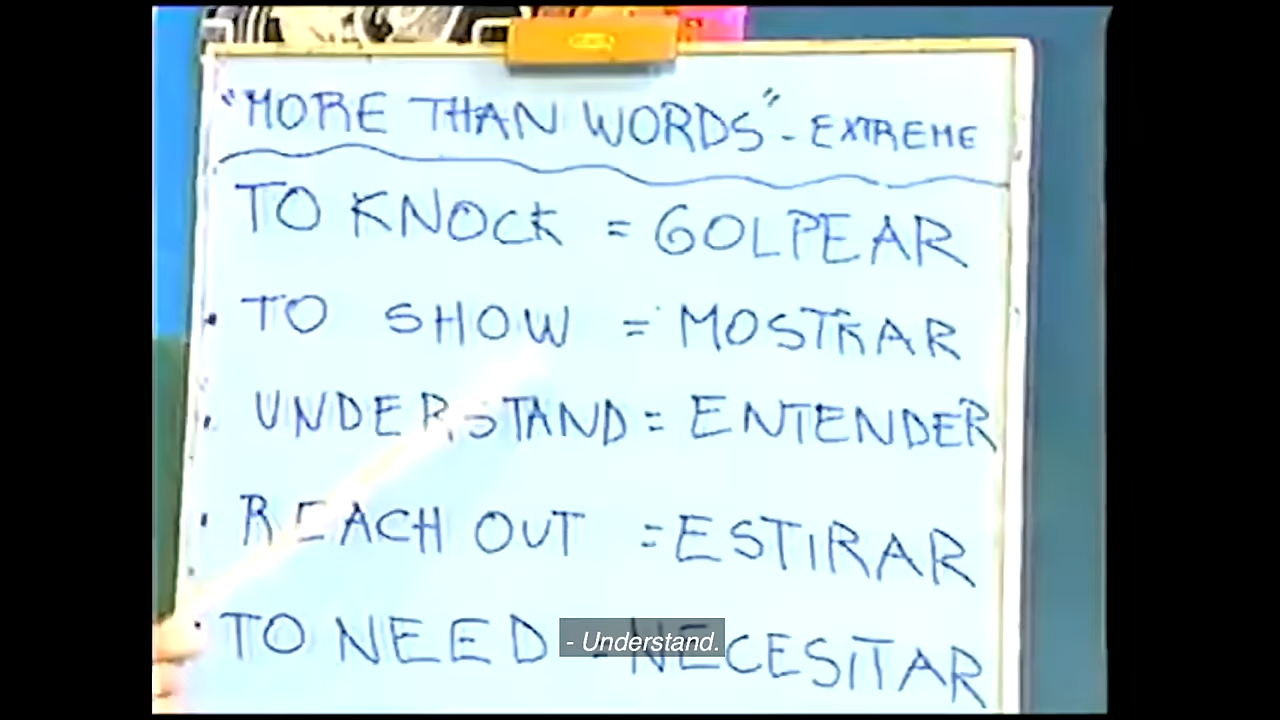 "MORE THAN WORDS" - EXTREME
TO KNOCK = GOLPEAR
• TO SHOW = MOSTRAR
• UNDERSTAND = ENTENDER
• REACH OUT = ESTIRAR
• TO NEED = NECESITAR
- Understand.